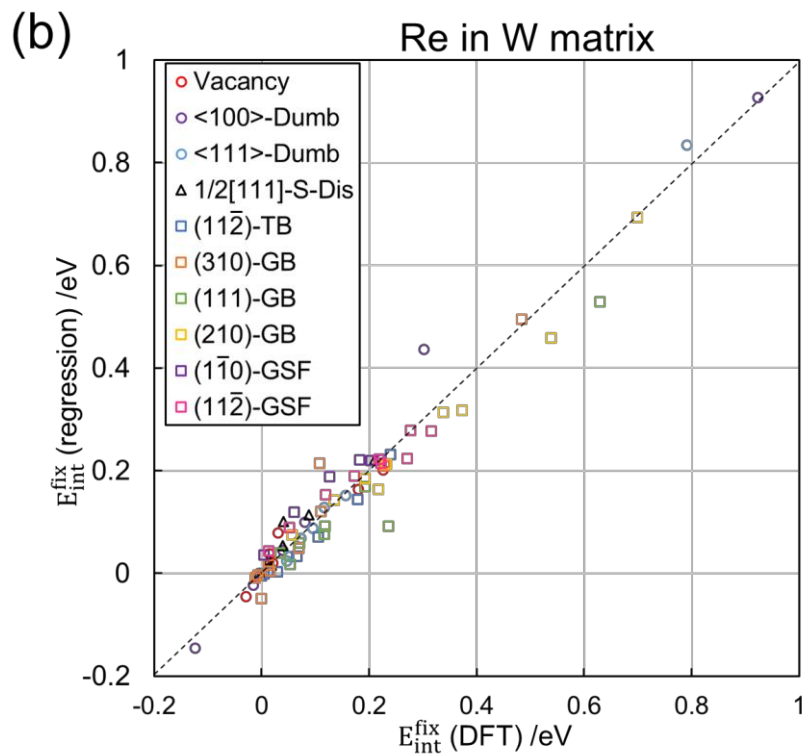 (b)
Re in W matrix
1
0.8
0.6
0.4
0.2
0
-0.2
E_int^fix (regression) /eV
Vacancy
<100>-Dumb
<111>-Dumb
1/2[111]-S-Dis
(112̅)-TB
(310)-GB
(111)-GB
(210)-GB
(11̅0)-GSF
(112̅)-GSF
-0.2 0 0.2 0.4 0.6 0.8 1
E_int^fix (DFT) /eV